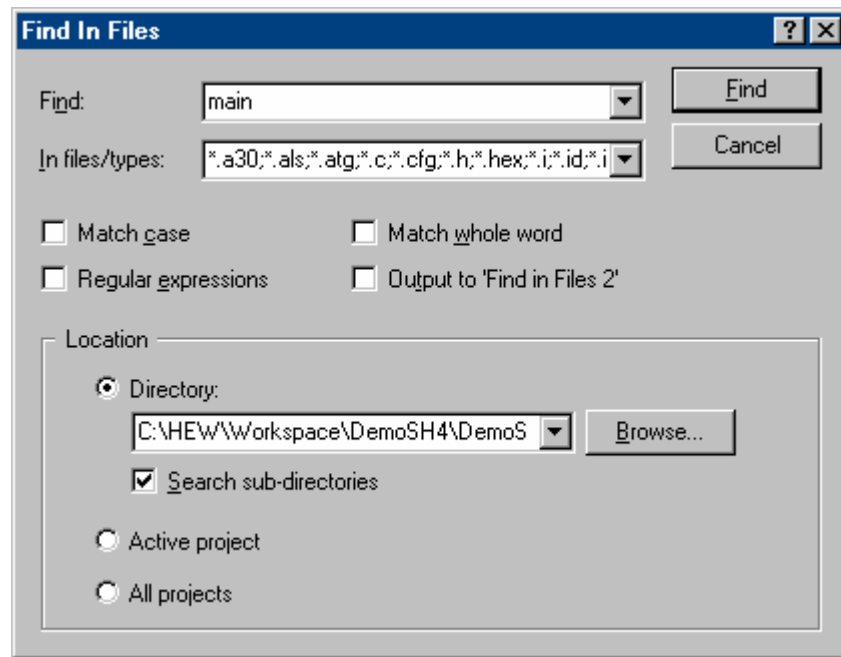 Find In Files
Find: main Find
In files/types: *.a30;*.als;*.atg;*.c;*.cfg;*.h;*.hex;*.i;*.id;*.i Cancel
Match case Match whole word
Regular expressions Output to 'Find in Files 2'
Location
Directory:
C:\HEW\Workspace\DemoSH4\DemoS Browse...
Search sub-directories
Active project
All projects